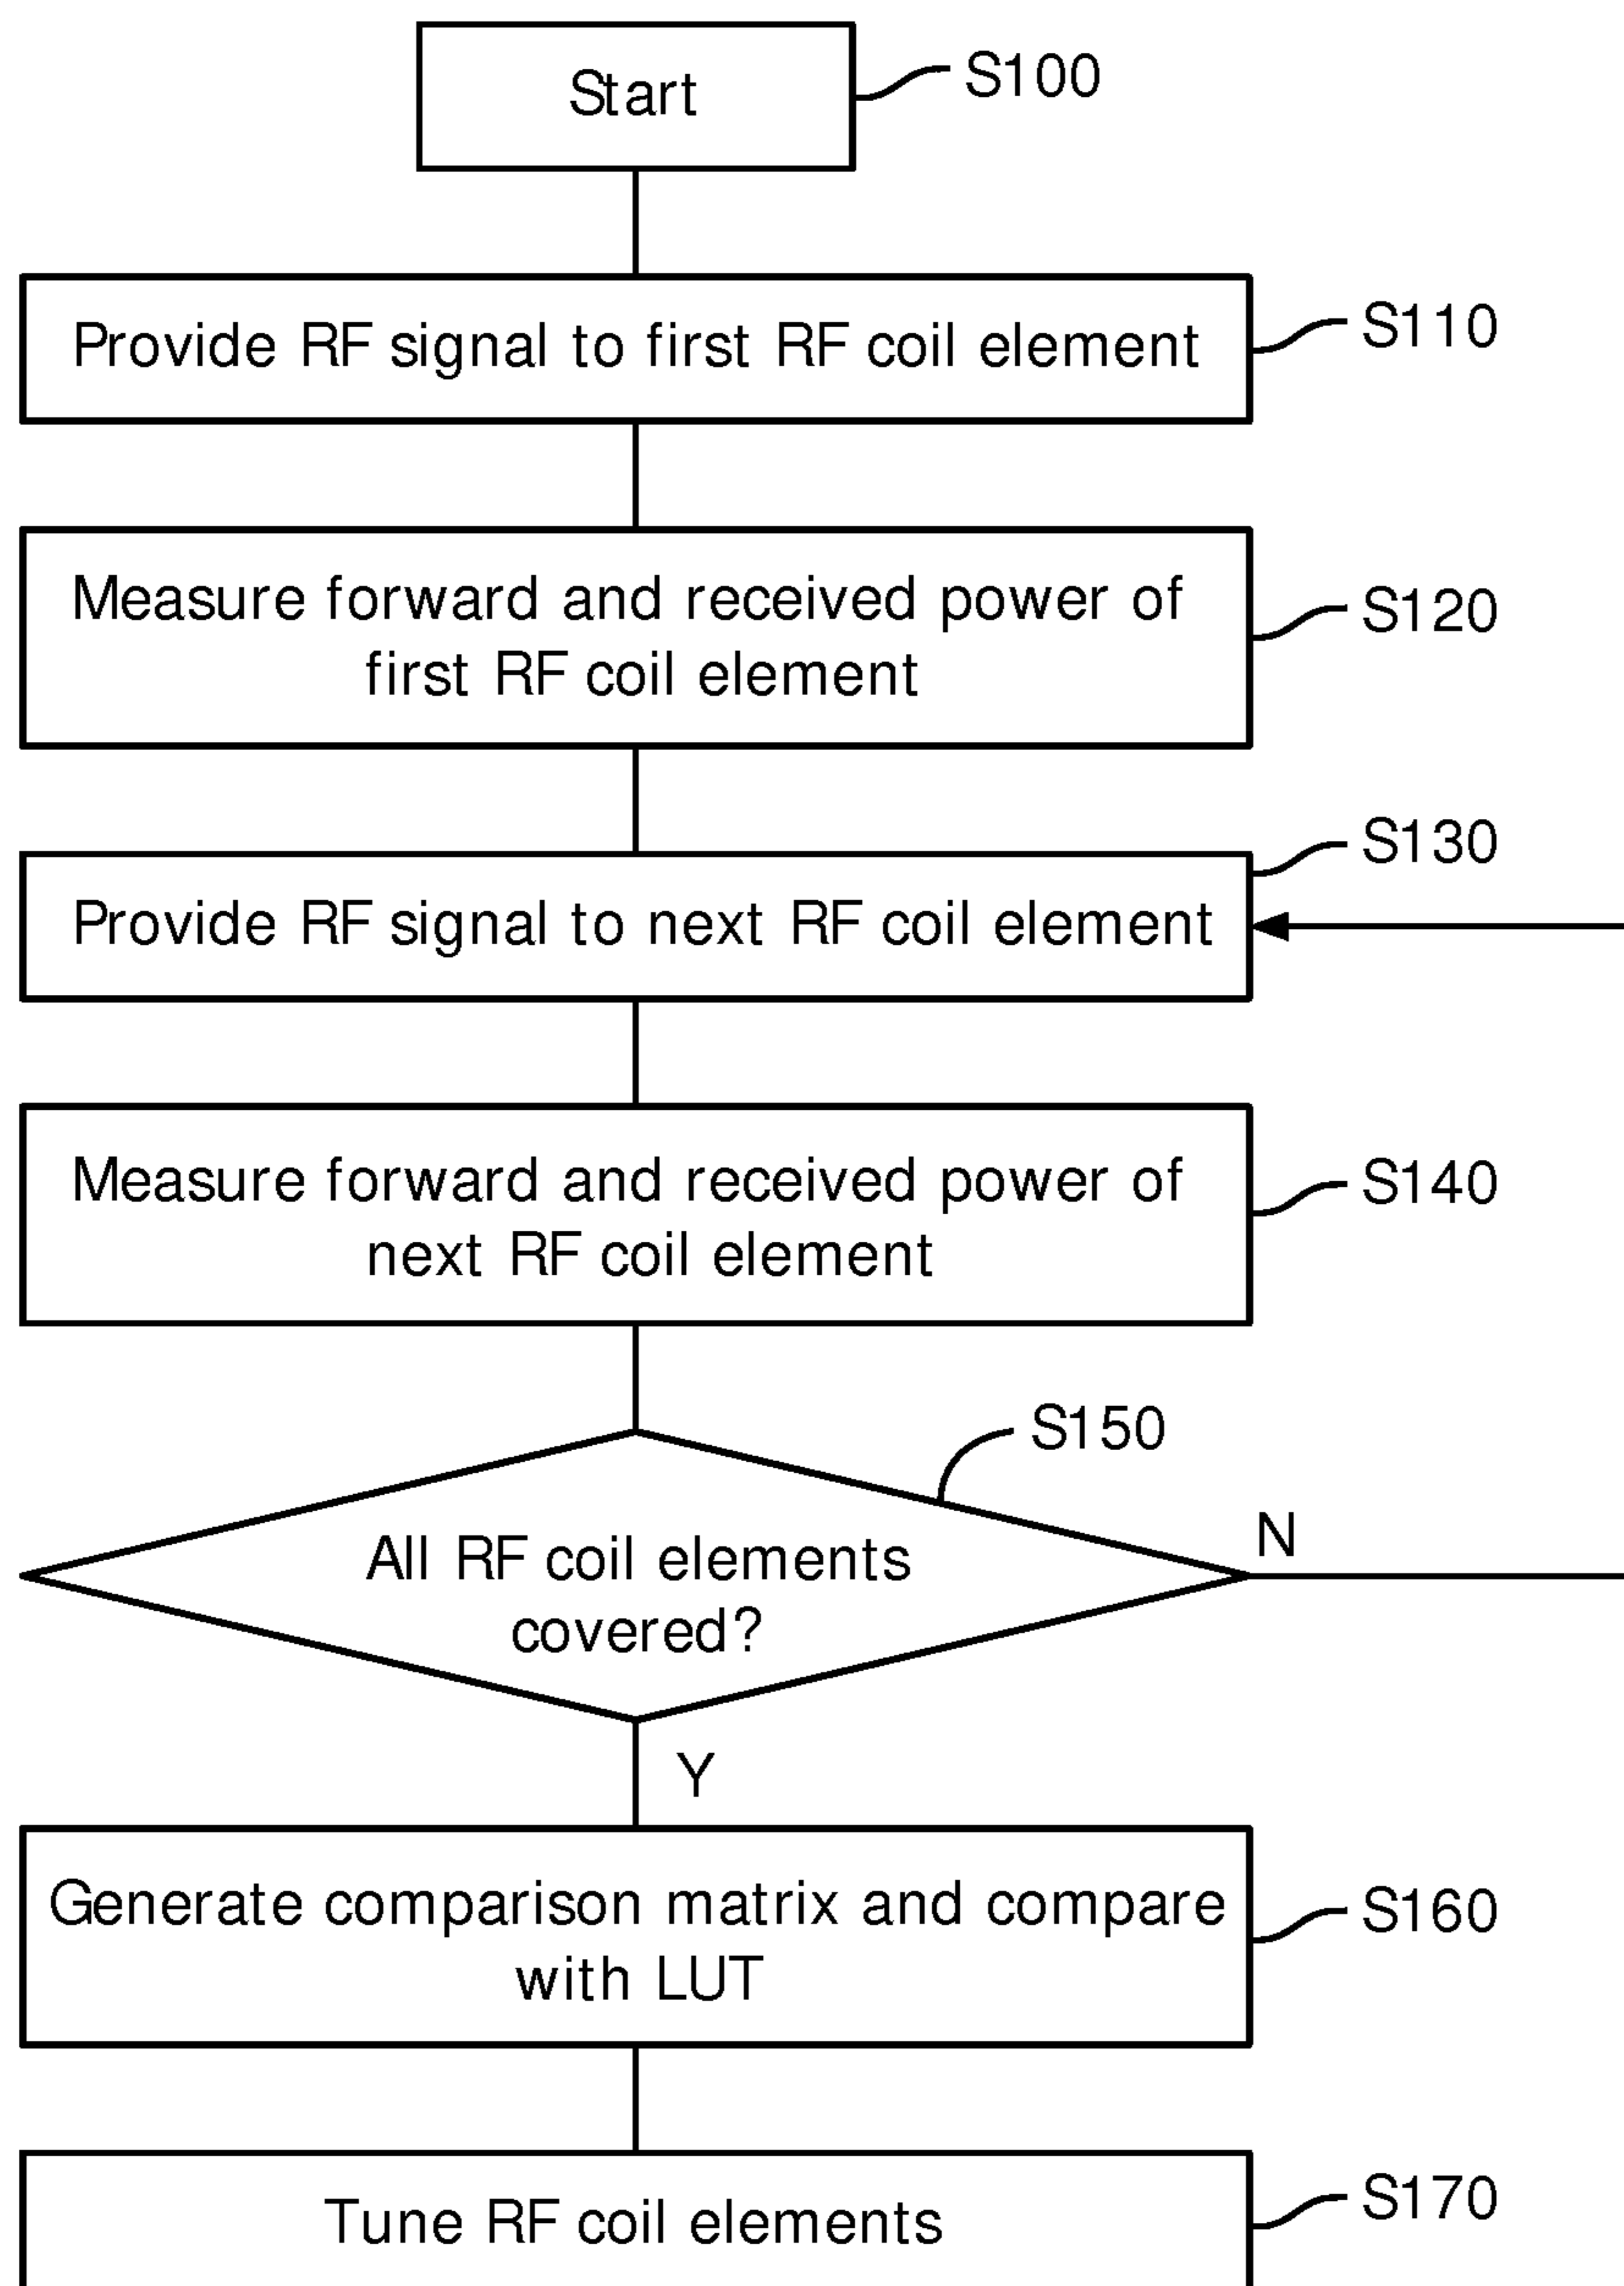 Start
S100
Provide RF signal to first RF coil element
S110
Measure forward and received power of
first RF coil element
S120
S130
Provide RF signal to next RF coil element
Measure forward and received power of
next RF coil element
S140
S150
All RF coil elements
covered?
N
Y
Generate comparison matrix and compare
with LUT
S160
Tune RF coil elements
S170